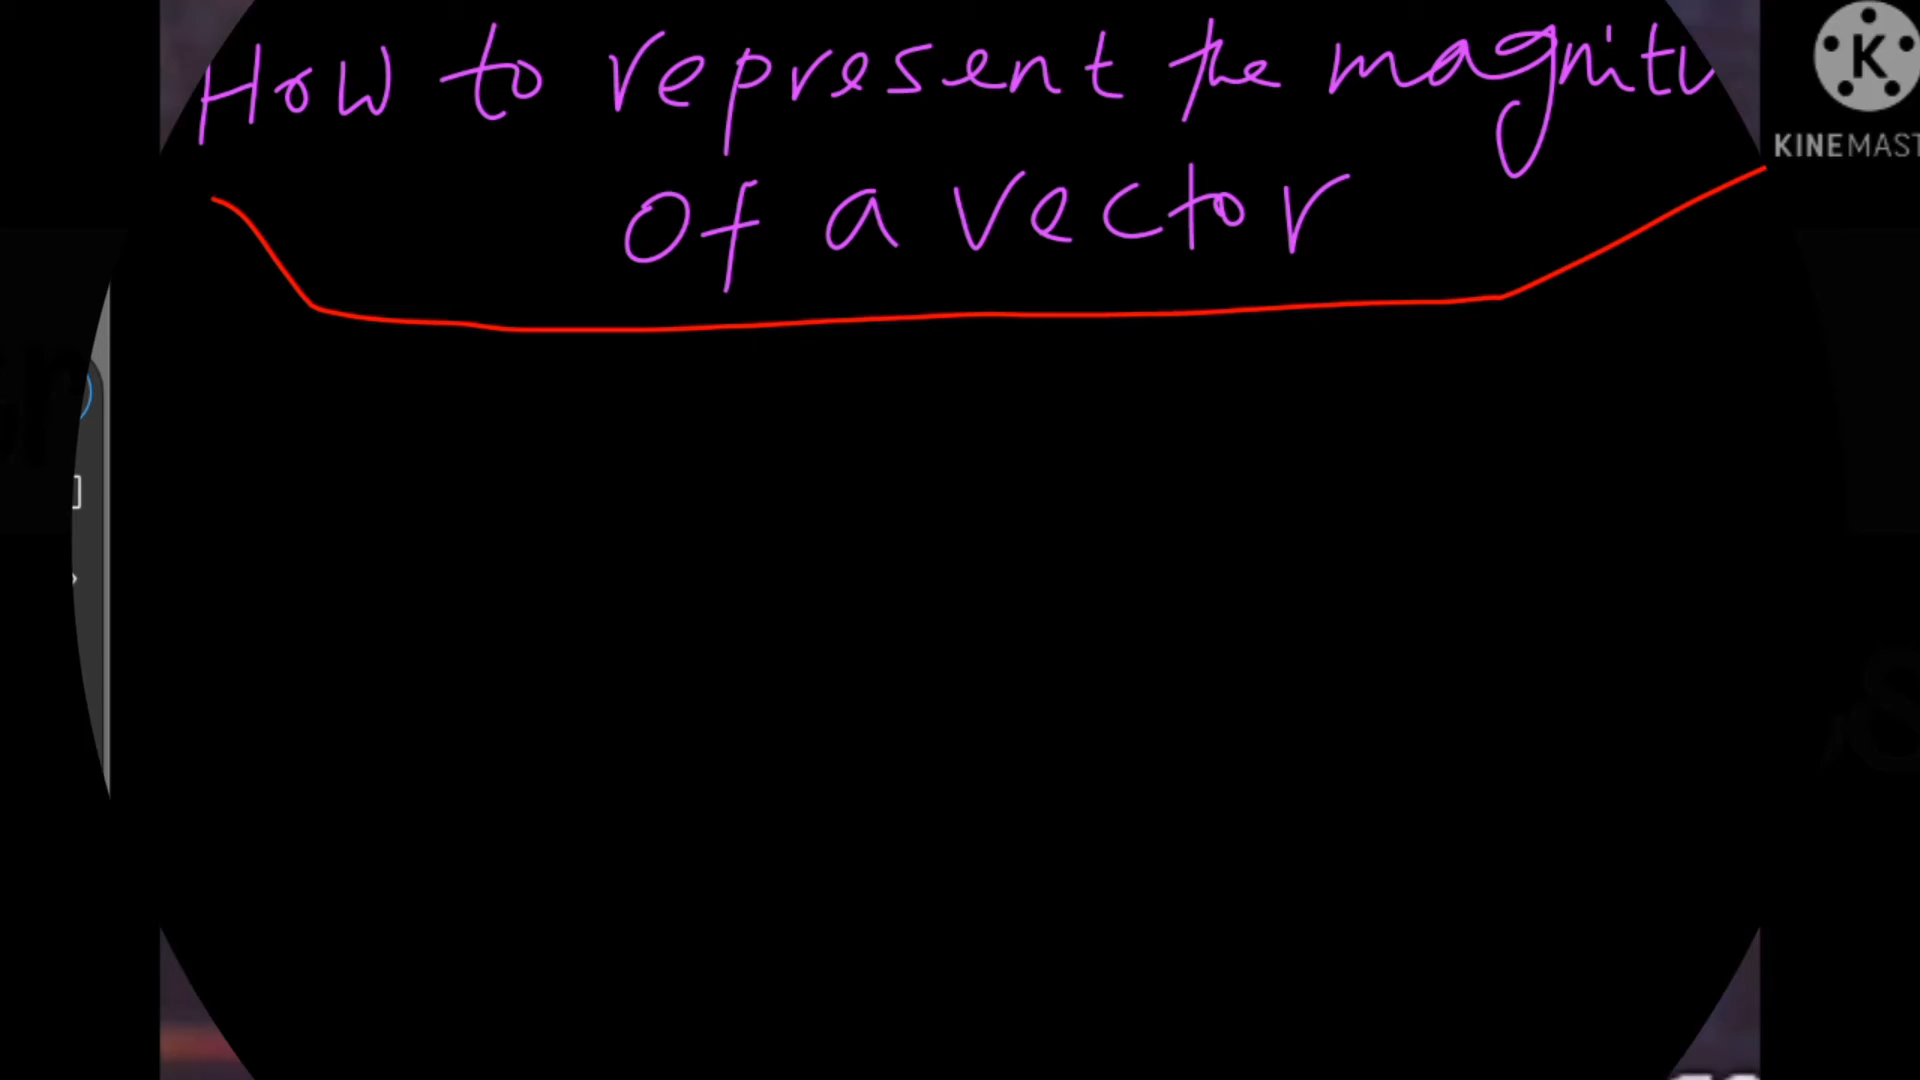 How to represent the magnitu
of a vector
K
KINEMAST